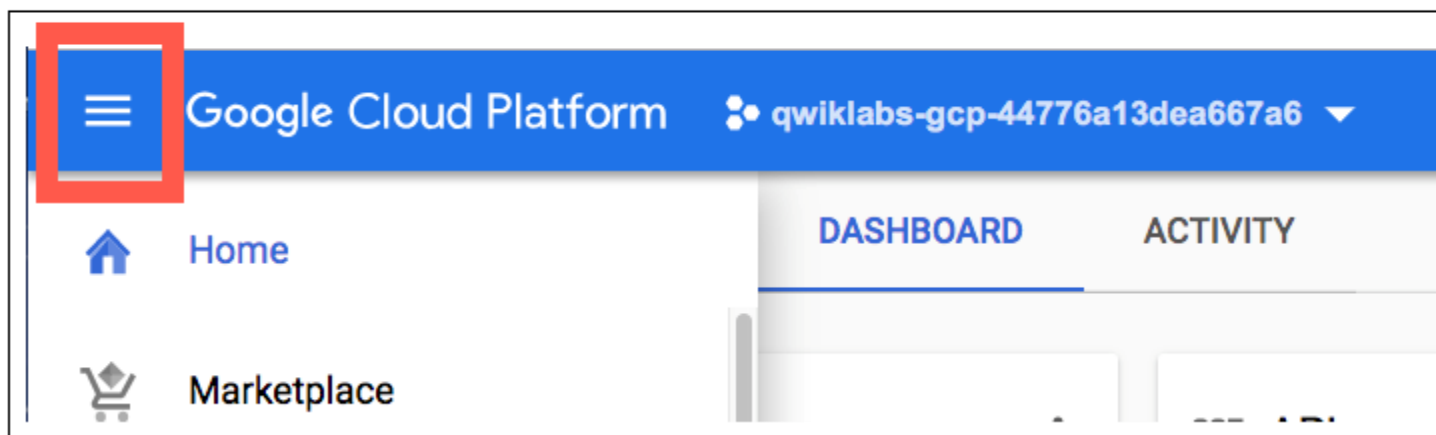 Google Cloud Platform qwiklabs-gcp-44776a13dea667a6
DASHBOARD ACTIVITY
Home
Marketplace